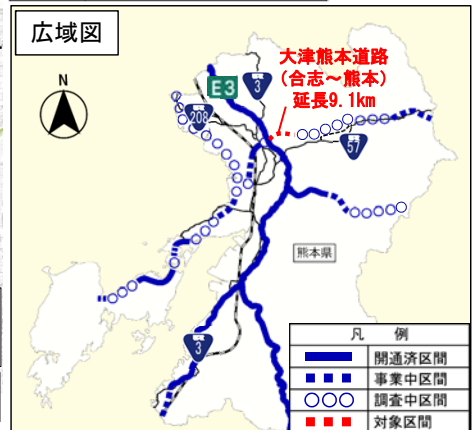 広域図
N
E3
3
大津熊本道路
(合志～熊本)
延長9.1km
208
57
熊本県
3
凡 例
開通済区間
事業中区間
調査中区間
対象区間